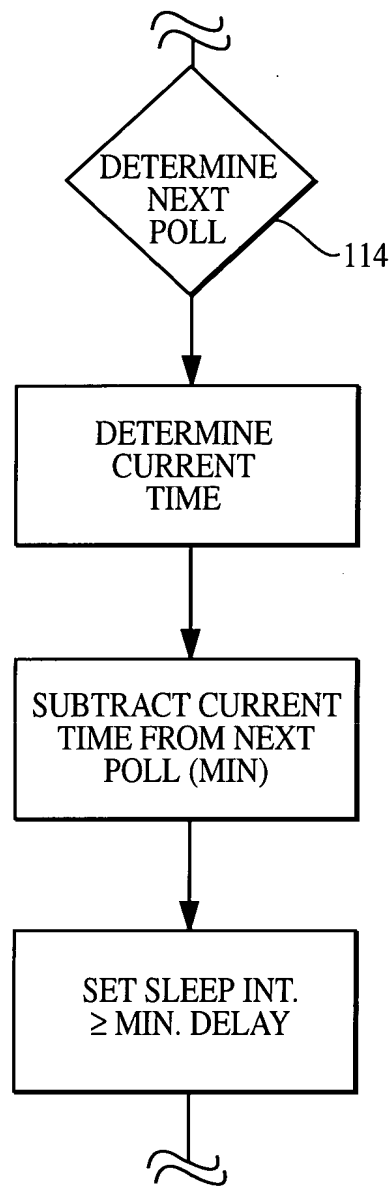 DETERMINE
NEXT
POLL
114
DETERMINE
CURRENT
TIME
SUBTRACT CURRENT
TIME FROM NEXT
POLL (MIN)
SET SLEEP INT.
≥ MIN. DELAY